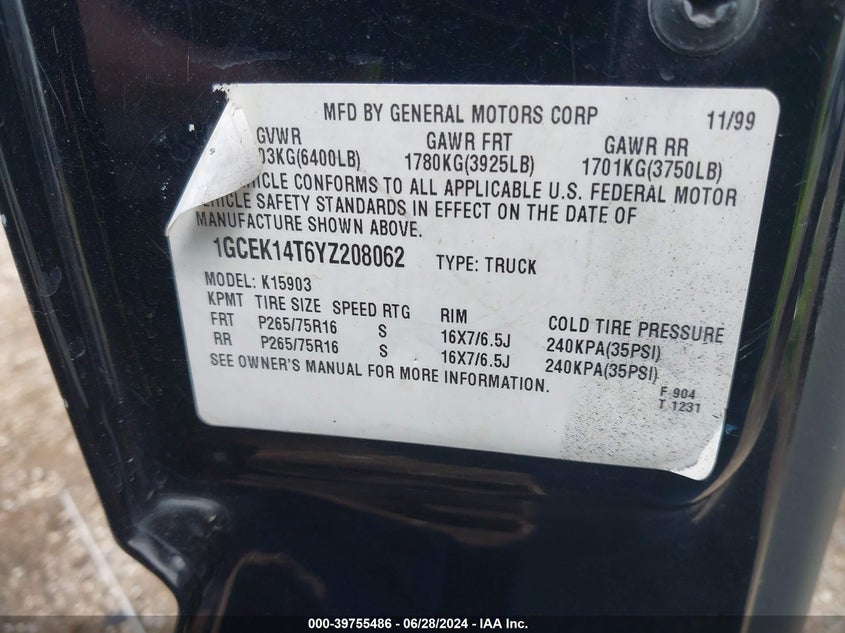 MFD BY GENERAL MOTORS CORP 11/99
GVWR GAWR FRT GAWR RR
03KG(6400LB) 1780KG(3925LB) 1701KG(3750LB)
HICLE CONFORMS TO ALL APPLICABLE U.S. FEDERAL MOTOR
VEHICLE SAFETY STANDARDS IN EFFECT ON THE DATE OF
MANUFACTURE SHOWN ABOVE.
1GCEK14T6YZ208062 TYPE: TRUCK
MODEL: K15903
KPMT TIRE SIZE SPEED RTG RIM COLD TIRE PRESSURE
FRT P265/75R16 S 16X7/6.5J 240KPA(35PSI)
RR P265/75R16 S 16X7/6.5J 240KPA(35PSI)
SEE OWNER'S MANUAL FOR MORE INFORMATION.
F 904
T 1231
000-39755486 - 06/28/2024 - IAA Inc.